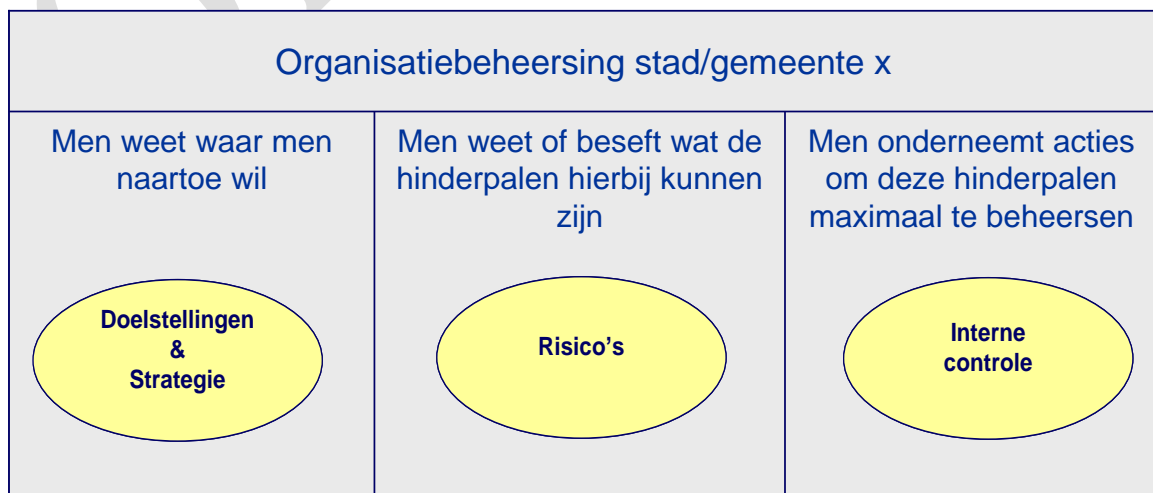 Organisatiebeheersing stad/gemeente x
Men weet waar men
naartoe wil
Doelstellingen
&
Strategie
Men weet of beseft wat de
hinderpalen hierbij kunnen
zijn
Risico's
Men onderneemt acties
om deze hinderpalen
maximaal te beheersen
Interne
controle